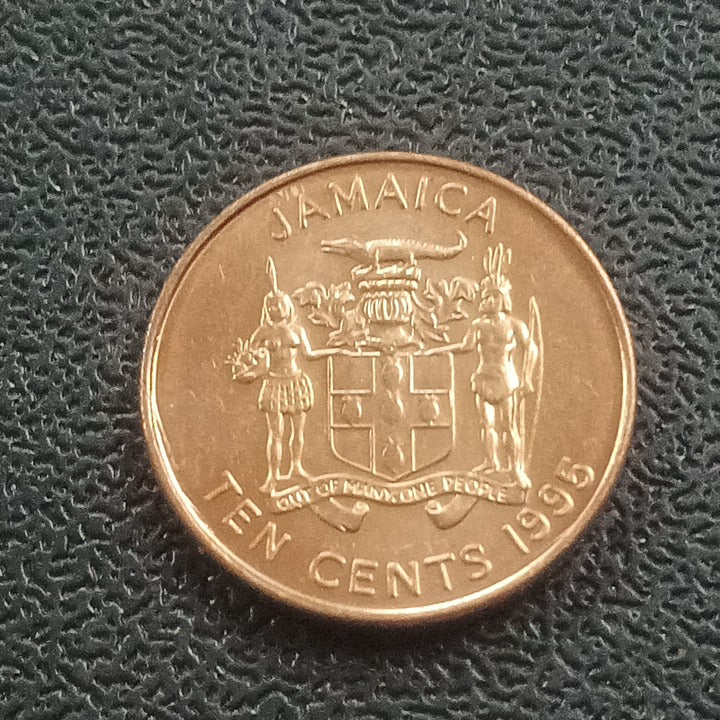 JAMAICA
OUT OF MANY, ONE PEOPLE
TEN CENTS 1995